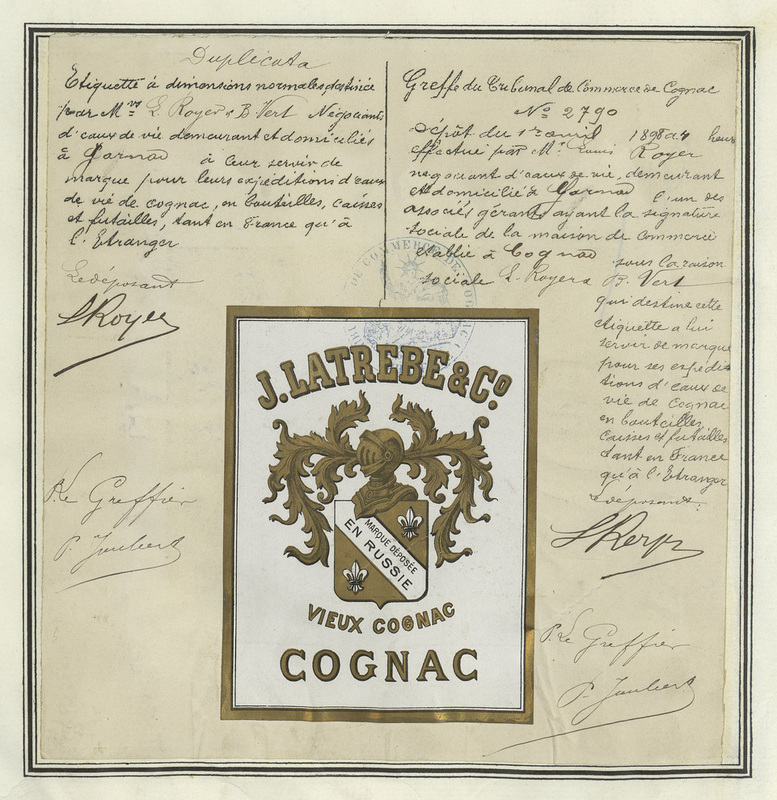 Duplicata
Etiquette à dimensions normales, destinée
par M. rs L. Royer & B. Vert Négociants
d'eaux de vie demeurant et domiciliés
à Jarnac à leur servir de
marque pour leurs expéditions d'eaux
de vie de cognac, en bouteilles, caisses
et futailles, tant en France qu'à
l'Etranger
Le déposant
LRoyer
P. Le Greffier
P. Joubert
Greffe du Tribunal de Commerce de Cognac
No 2790
Dépôt du 1er avril 1898 à 4 heures
effectué par Mr. Louis Royer
négociant d'eaux de vie, demeurant
et domicilié à Jarnac l'un des
associés gérants ayant la signature
sociale de la maison de commerce
établie à Cognac sous la raison
sociale L. Royer & B. Vert
qui destine cette
étiquette à lui
servir de marque
pour ses expédi
tions d'eaux de
vie de Cognac
en bouteilles,
caisses et futailles
tant en France
qu'à l'Etranger
Le déposant:
P. Le Greffier
P. Joubert
J. LATREBE & Co.
MARQUE DÉPOSÉE
EN RUSSIE
VIEUX COGNAC
COGNAC